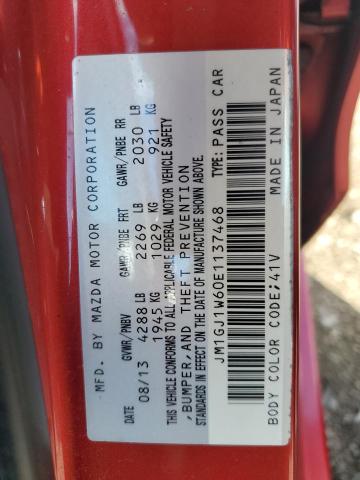 MFD. BY MAZDA MOTOR CORPORATION
DATE GVWR/PNBV GAWR/PNBE FRT GAWR/PNBE RR
08/13 4288 LB 2269 LB 2030 LB
1945 KG 1029 KG 921 KG
THIS VEHICLE CONFORMS TO ALL APPLICABLE FEDERAL MOTOR VEHICLE SAFETY
,BUMPER,AND THEFT PREVENTION
STANDARDS IN EFFECT ON THE DATE OF MANUFACTURE SHOWN ABOVE.
JM1GJ1W60E1137468 TYPE:PASS CAR
BODY COLOR CODE;41V MADE IN JAPAN